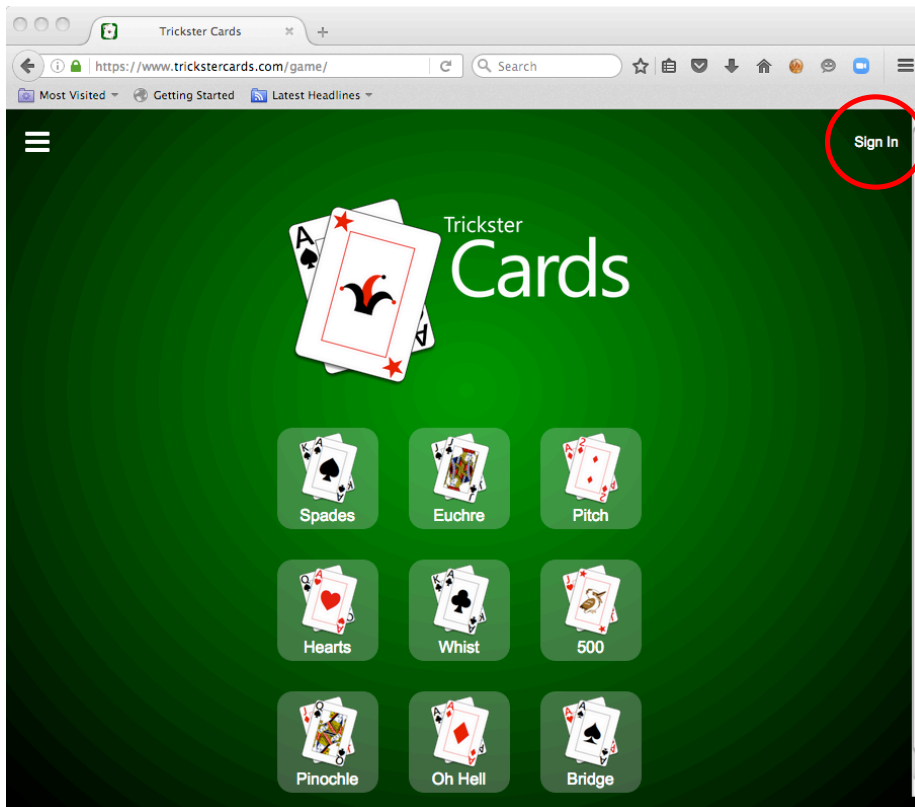 Trickster Cards
https://www.trickstercards.com/game/
Search
Most Visited
Getting Started
Latest Headlines
Sign In
Trickster
Cards
Spades Euchre Pitch
Hearts Whist 500
Pinochle Oh Hell Bridge